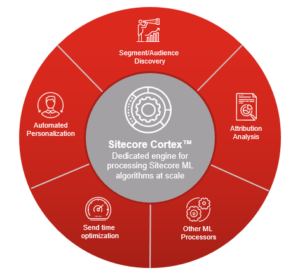 Segment/Audience
Discovery
Automated
Personalization
Attribution
Analysis
Sitecore Cortex™
Dedicated engine for
processing Sitecore ML
algorithms at scale
Send time
optimization
Other ML
Processors